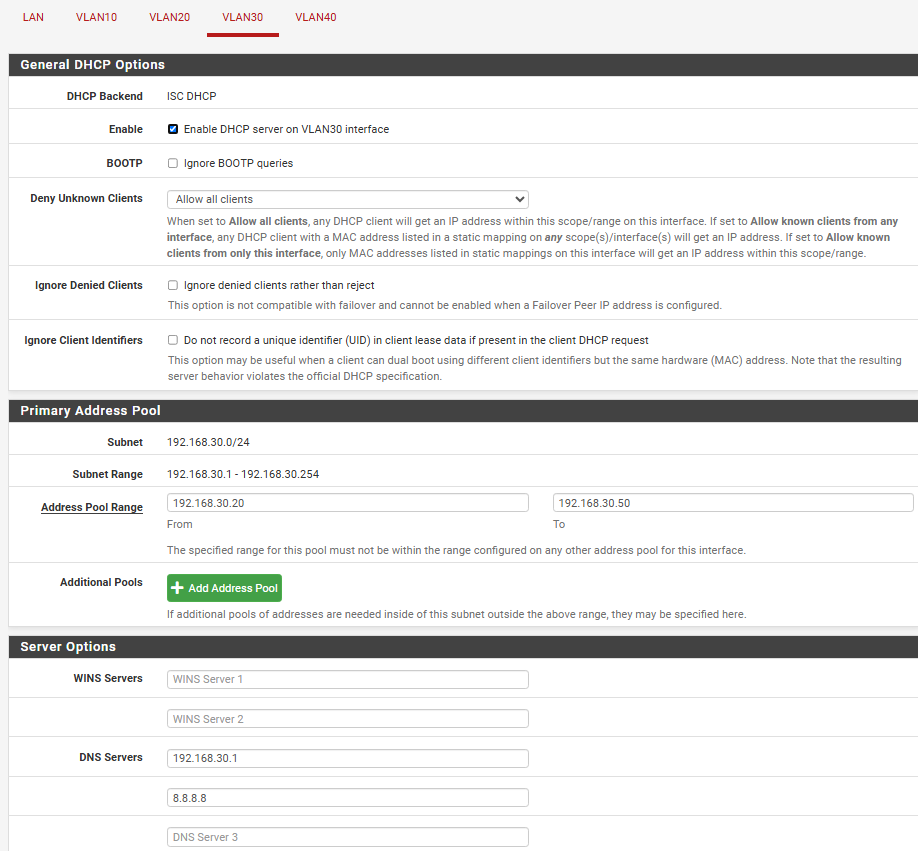 LAN VLAN10 VLAN20 VLAN30 VLAN40
General DHCP Options
DHCP Backend ISC DHCP
Enable Enable DHCP server on VLAN30 interface
BOOTP Ignore BOOTP queries
Deny Unknown Clients Allow all clients
When set to Allow all clients, any DHCP client will get an IP address within this scope/range on this interface. If set to Allow known clients from any
interface, any DHCP client with a MAC address listed in a static mapping on any scope(s)/interface(s) will get an IP address. If set to Allow known
clients from only this interface, only MAC addresses listed in static mappings on this interface will get an IP address within this scope/range.
Ignore Denied Clients Ignore denied clients rather than reject
This option is not compatible with failover and cannot be enabled when a Failover Peer IP address is configured.
Ignore Client Identifiers Do not record a unique identifier (UID) in client lease data if present in the client DHCP request
This option may be useful when a client can dual boot using different client identifiers but the same hardware (MAC) address. Note that the resulting
server behavior violates the official DHCP specification.
Primary Address Pool
Subnet 192.168.30.0/24
Subnet Range 192.168.30.1 - 192.168.30.254
Address Pool Range 192.168.30.20 192.168.30.50
From To
The specified range for this pool must not be within the range configured on any other address pool for this interface.
Additional Pools Add Address Pool
If additional pools of addresses are needed inside of this subnet outside the above range, they may be specified here.
Server Options
WINS Servers WINS Server 1
WINS Server 2
DNS Servers 192.168.30.1
8.8.8.8
DNS Server 3